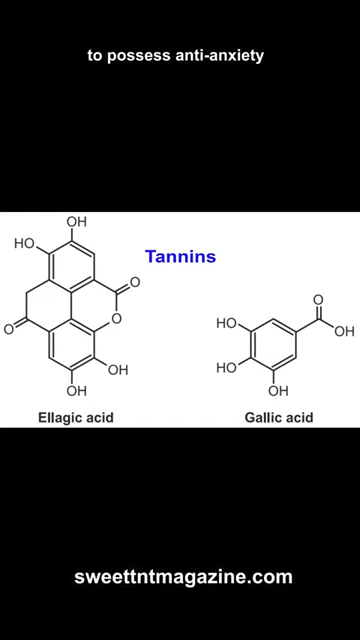 to possess anti-anxiety
Tannins
OH
HO
O
O
O
OH
OH
Ellagic acid
O
HO
OH
HO
OH
Gallic acid
sweettntmagazine.com